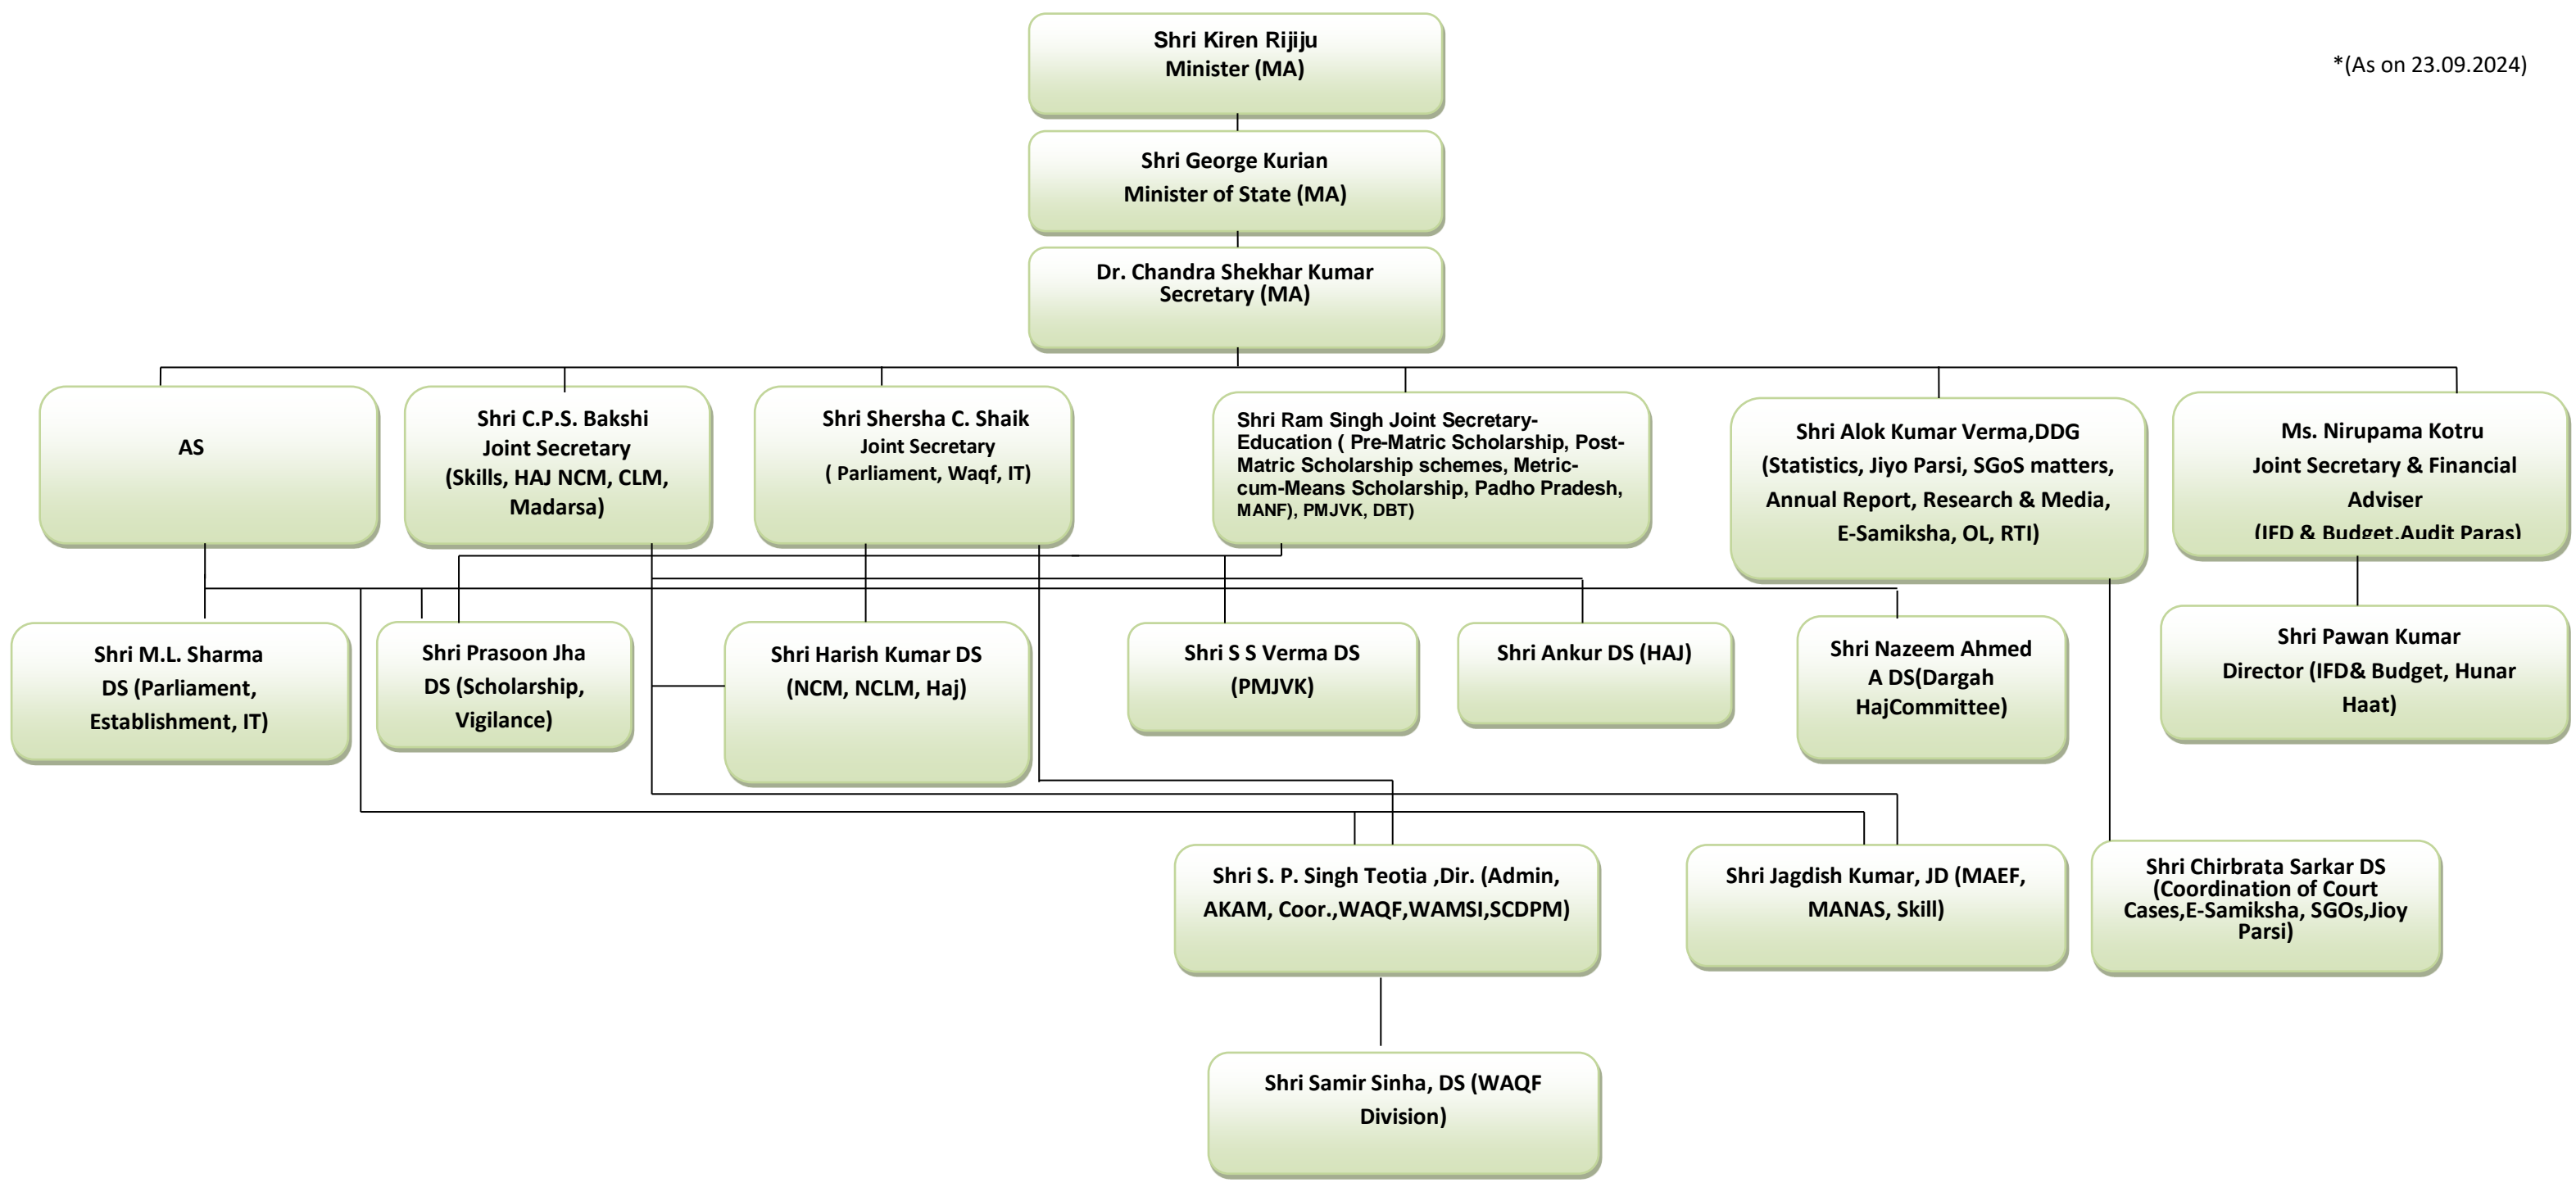 Shri Kiren Rijiju
Minister (MA)
*(As on 23.09.2024)
Shri George Kurian
Minister of State (MA)
Dr. Chandra Shekhar Kumar
Secretary (MA)
AS
Shri C.P.S. Bakshi
Joint Secretary
(Skills, HAJ NCM, CLM,
Madarsa)
Shri Shersha C. Shaik
Joint Secretary
( Parliament, Waqf, IT)
Shri Ram Singh Joint Secretary-
Education ( Pre-Matric Scholarship, Post-
Matric Scholarship schemes, Metric-
cum-Means Scholarship, Padho Pradesh,
MANF), PMJVK, DBT)
Shri Alok Kumar Verma,DDG
(Statistics, Jiyo Parsi, SGoS matters,
Annual Report, Research & Media,
E-Samiksha, OL, RTI)
Ms. Nirupama Kotru
Joint Secretary & Financial
Adviser
(IFD & Budget,Audit Paras)
Shri M.L. Sharma
DS (Parliament,
Establishment, IT)
Shri Prasoon Jha
DS (Scholarship,
Vigilance)
Shri Harish Kumar DS
(NCM, NCLM, Haj)
Shri S S Verma DS
(PMJVK)
Shri Ankur DS (HAJ)
Shri Nazeem Ahmed
A DS(Dargah
HajCommittee)
Shri Pawan Kumar
Director (IFD& Budget, Hunar
Haat)
Shri S. P. Singh Teotia ,Dir. (Admin,
AKAM, Coor.,WAQF,WAMSI,SCDPM)
Shri Jagdish Kumar, JD (MAEF,
MANAS, Skill)
Shri Chirbrata Sarkar DS
(Coordination of Court
Cases,E-Samiksha, SGOs,Jioy
Parsi)
Shri Samir Sinha, DS (WAQF
Division)